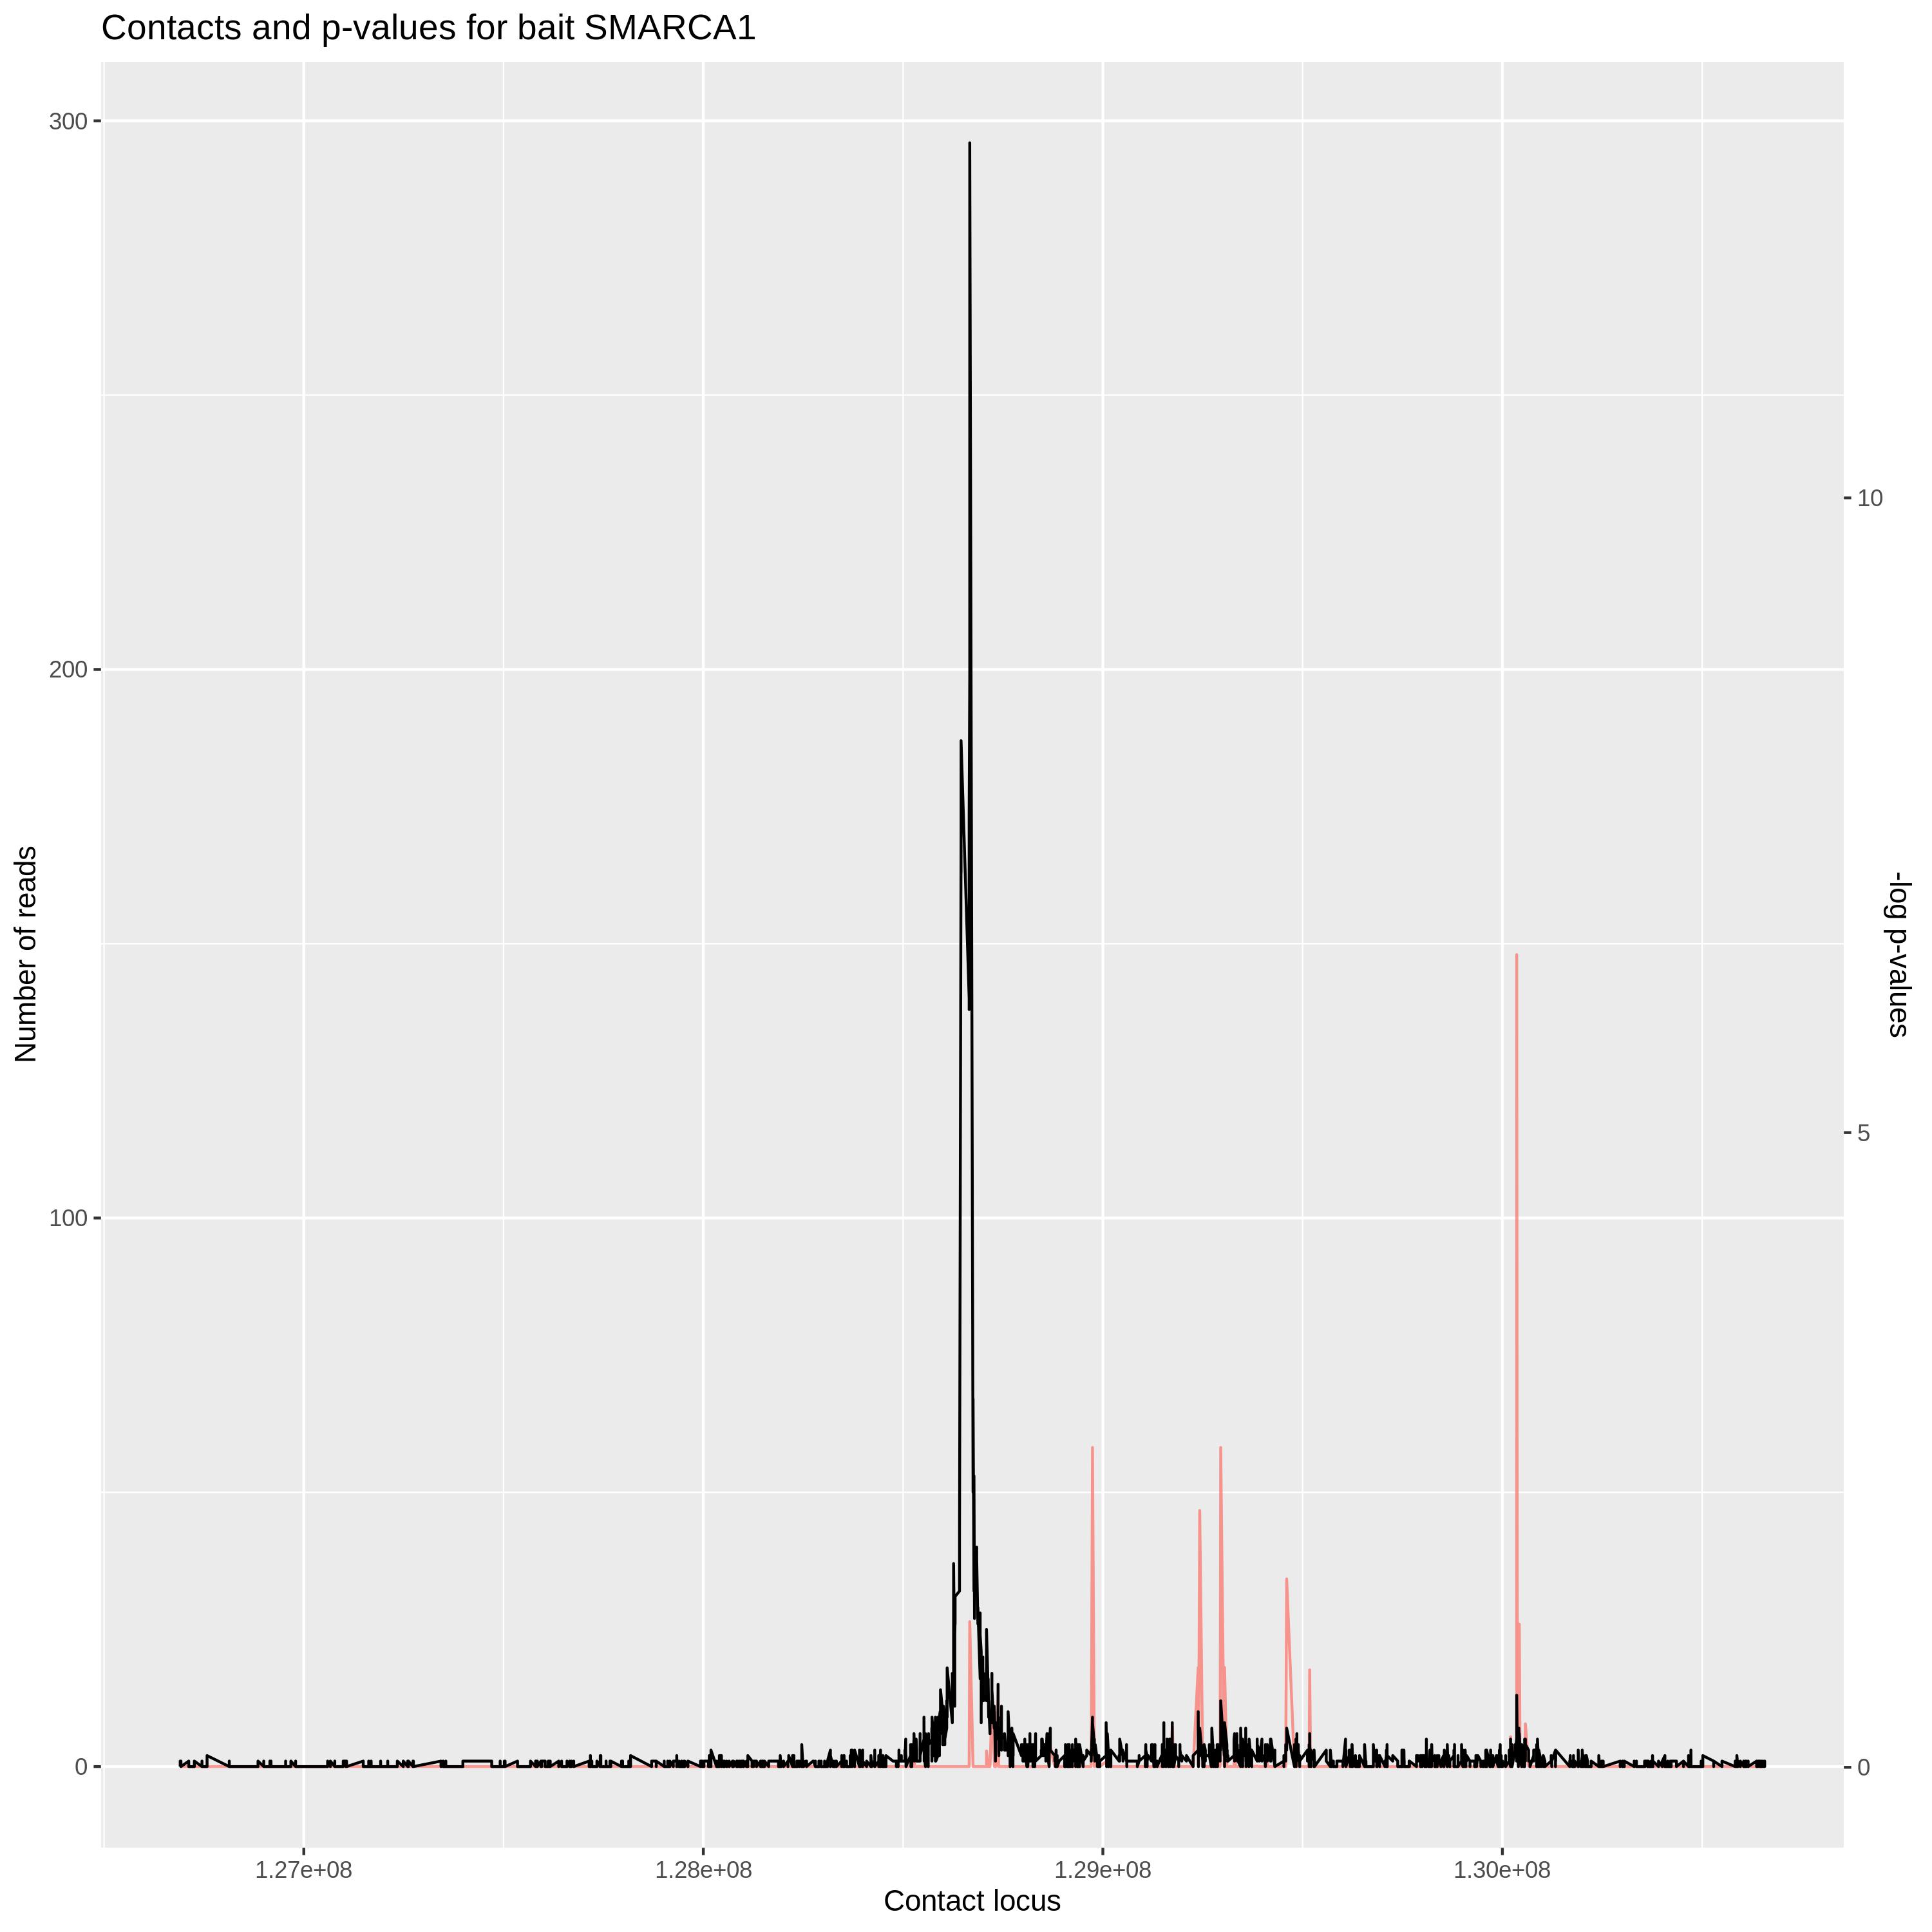 Contacts and p-values for bait SMARCA1
300
200
100
0
10
5
0
Number of reads
-log p-values
1.27e+08 1.28e+08 1.29e+08 1.30e+08
Contact locus